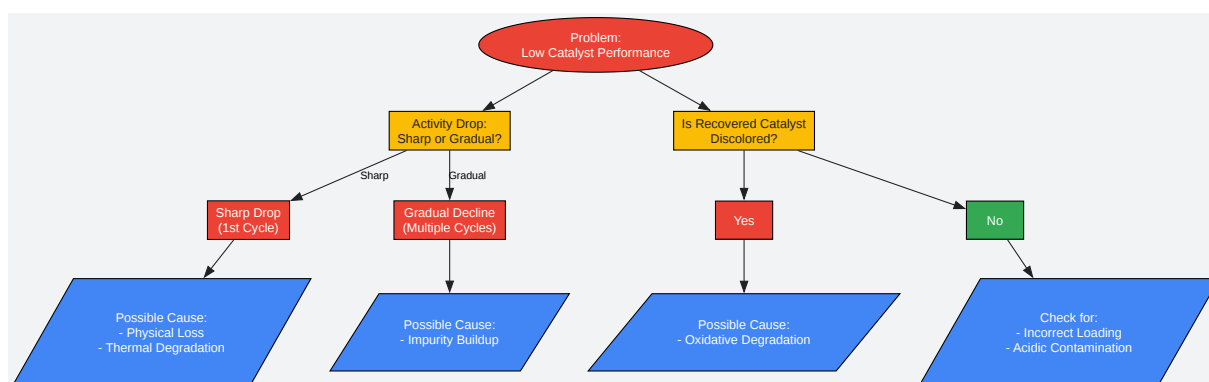 Problem:
Low Catalyst Performance
Activity Drop:
Sharp or Gradual?
Is Recovered Catalyst
Discolored?
Sharp
Gradual
Sharp Drop
(1st Cycle)
Gradual Decline
(Multiple Cycles)
Yes
No
Possible Cause:
- Physical Loss
- Thermal Degradation
Possible Cause:
- Impurity Buildup
Possible Cause:
- Oxidative Degradation
Check for:
- Incorrect Loading
- Acidic Contamination